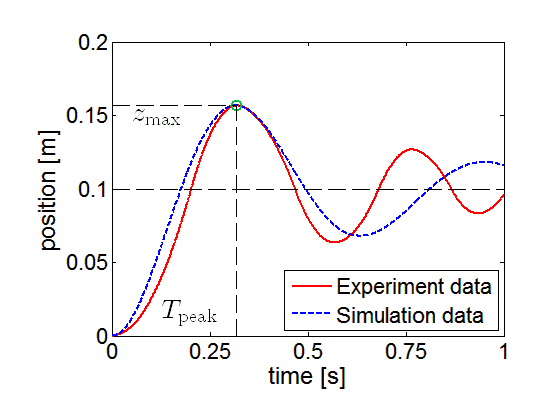 0.2
0.15
z_max
0.1
position [m]
0.05
T_peak
Experiment data
Simulation data
0
0 0.25 0.5 0.75 1
time [s]